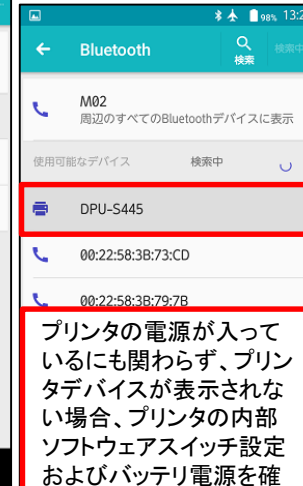 98% 13:2
Bluetooth
検索
検索中
M02
周辺のすべてのBluetoothデバイスに表示
使用可能なデバイス 検索中
DPU-S445
00:22:58:3B:73:CD
00:22:58:3B:79:7B
プリンタの電源が入って
いるにも関わらず、プリン
タデバイスが表示されな
い場合、プリンタの内部
ソフトウェアスイッチ設定
およびバッテリ電源を確